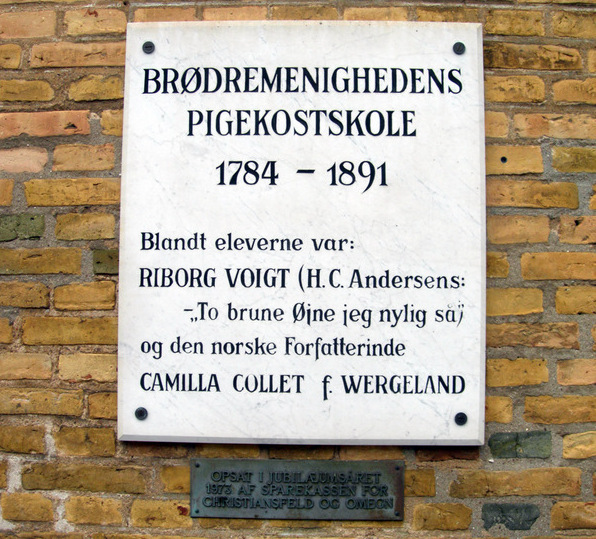 BRØDREMENIGHEDENS
PIGEKOSTSKOLE
1784 - 1891
Blandt eleverne var:
RIBORG VOIGT (H.C. Andersens:
-„To brune Øjne jeg nylig så")
og den norske Forfatterinde
CAMILLA COLLET f. WERGELAND
OPSAT I JUBILÆUMSÅRET
1973 AF SPAREKASSEN FOR
CHRISTIANSFELD OG OMEGN